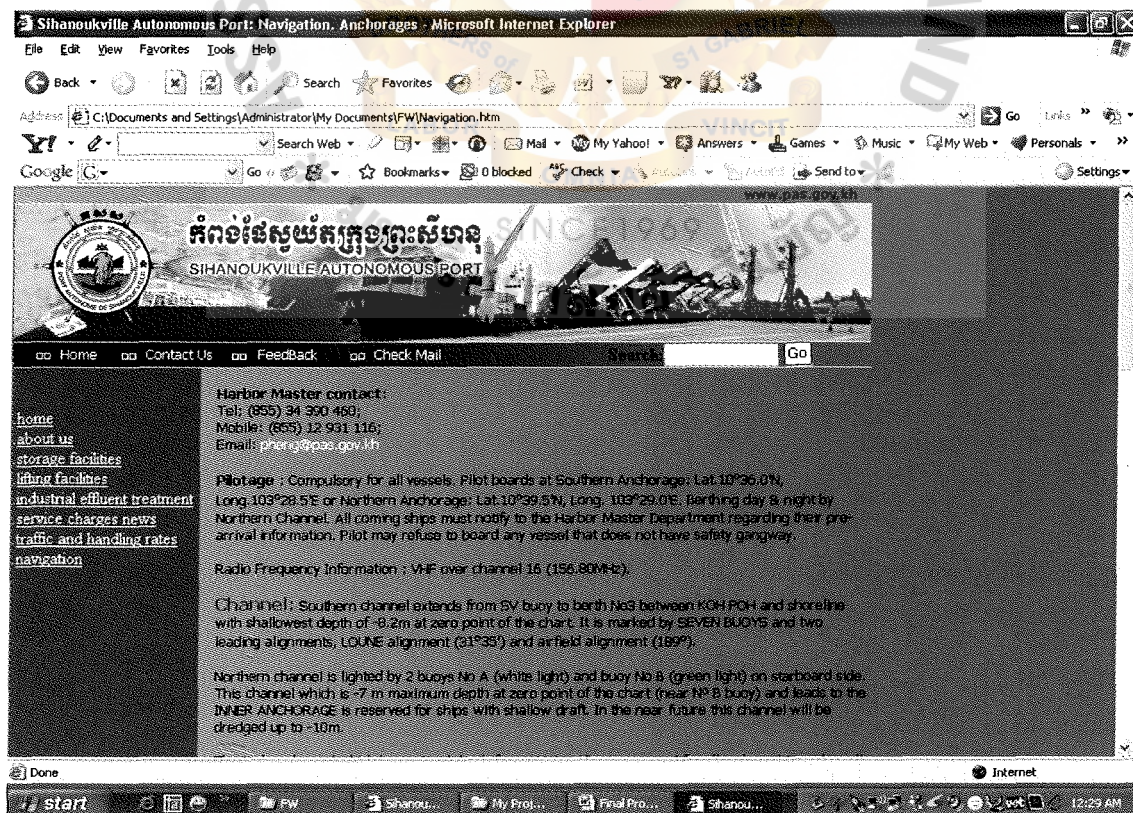 Sihanoukville Autonomous Port: Navigation, Anchorages - Microsoft Internet Explorer
File Edit View Favorites Tools Help
Back Search Favorites
Address C:\Documents and Settings\Administrator\My Documents\FW\Navigation.htm Go Links »
Y! Search Web Mail My Yahoo! Answers Games Music My Web Personals »
Google G Go Bookmarks 0 blocked Check Send to Settings
www.pas.gov.kh
កំពង់ផែស្វយ័តក្រុងព្រះសីហនុ
SIHANOUKVILLE AUTONOMOUS PORT
Home Contact Us FeedBack Check Mail Search: Go
home
about us
storage facilities
lifting facilities
industrial effluent treatment
service charges news
traffic and handling rates
navigation
Harbor Master contact:
Tel: (855) 34 390 460;
Mobile: (855) 12 931 116;
Email: phang@pas.gov.kh
Pilotage : Compulsory for all vessels. Pilot boards at Southern Anchorage: Lat.10°36.0'N,
Long.103°28.5'E or Northern Anchorage: Lat.10°39.5'N, Long. 103°29.0'E. Berthing day & night by
Northern Channel. All coming ships must notify to the Harbor Master Department regarding their pre-
arrival information. Pilot may refuse to board any vessel that does not have safety gangway.
Radio Frequency Information : VHF over channel 16 (156.80MHz).
Channel: Southern channel extends from SV buoy to berth No3 between KOH POH and shoreline
with shallowest depth of -8.2m at zero point of the chart. It is marked by SEVEN BUOYS and two
leading alignments, LOUNE alignment (31°35') and airfield alignment (189°).
Northern channel is lighted by 2 buoys No A (white light) and buoy No B (green light) on starboard side.
This channel which is -7 m maximum depth at zero point of the chart (near Nº B buoy) and leads to the
INNER ANCHORAGE is reserved for ships with shallow draft. In the near future this channel will be
dredged up to -10m.
Done Internet
start FW Sihanou... My Proj... Final Pro... Sihanou... 12:29 AM
SINCE 1969
VINCIT